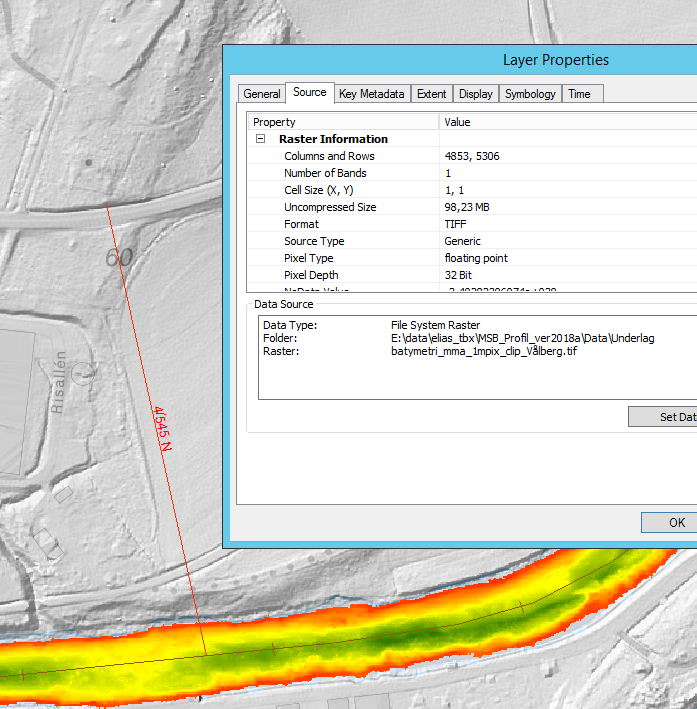 Layer Properties
General Source Key Metadata Extent Display Symbology Time
Property Value
Raster Information
Columns and Rows 4853, 5306
Number of Bands 1
Cell Size (X, Y) 1, 1
Uncompressed Size 98,23 MB
Format TIFF
Source Type Generic
Pixel Type floating point
Pixel Depth 32 Bit
NoData Value
Data Source
Data Type: File System Raster
Folder: E:\data\elias_tbx\MSB_Profil_ver2018a\Data\Underlag
Raster: batymetri_mma_1mpix_clip_Vålberg.tif
Set Dat
OK
60
Risallén
4/545 N